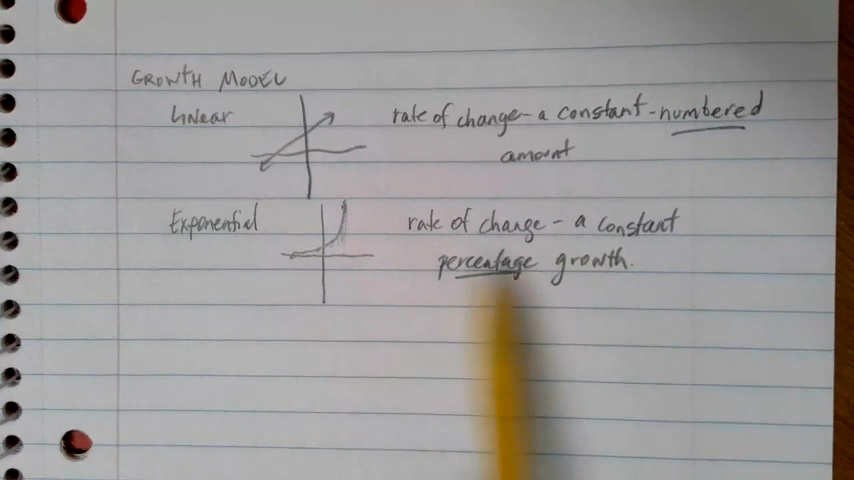 GROWTH MODEL
Linear
rate of change - a constant - numbered
amount
Exponential
rate of change - a constant
percentage growth.